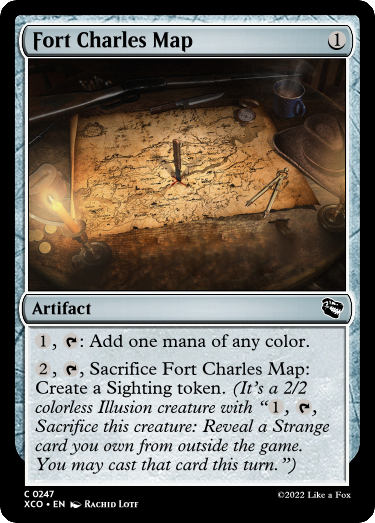 Fort Charles Map 1
Artifact
1, : Add one mana of any color.
2, , Sacrifice Fort Charles Map:
Create a Sighting token. (It's a 2/2
colorless Illusion creature with “1, ,
Sacrifice this creature: Reveal a Strange
card you own from outside the game.
You may cast that card this turn.”)
C 0247
XCO • EN Rachid Lotf
©2022 Like a Fox